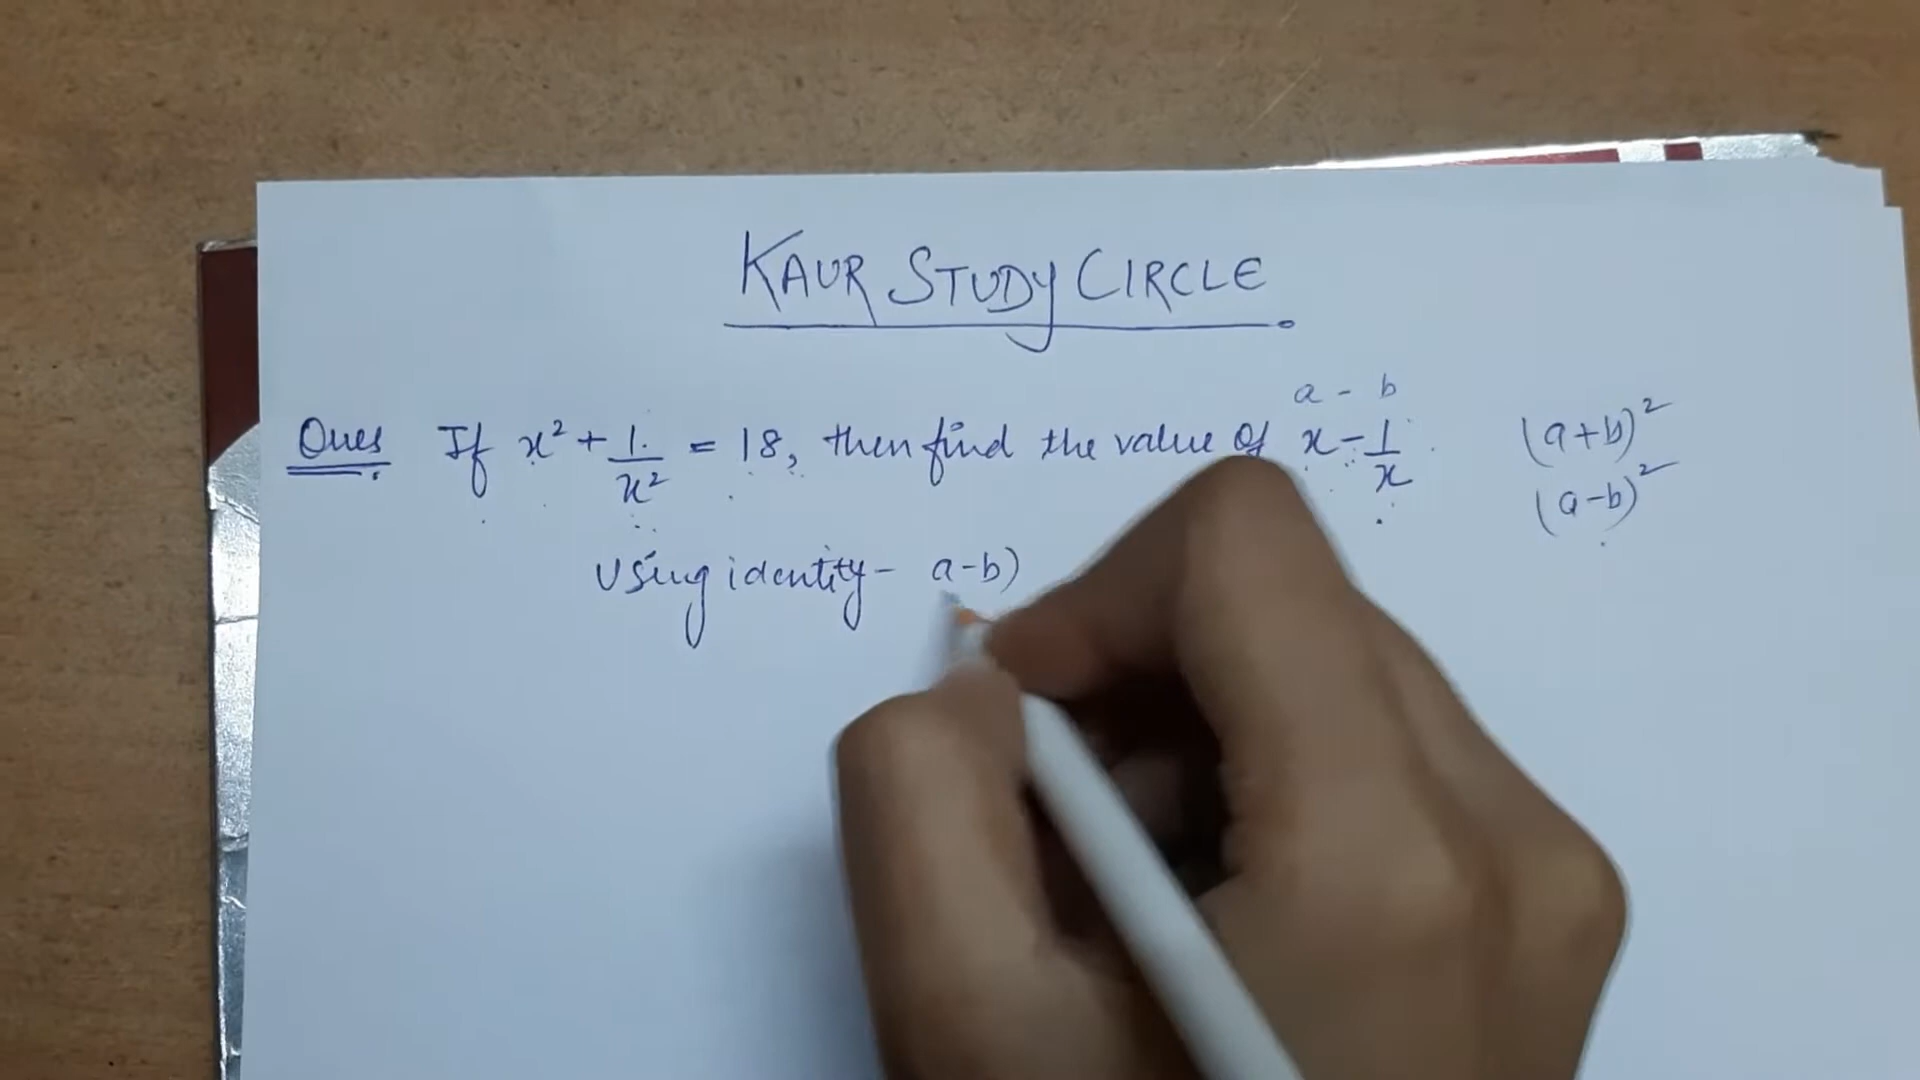 KAUR STUDY CIRCLE
a - b
Ques If x² + 1/x² = 18, then find the value of x - 1/x
(a+b)²
(a-b)²
Using identity - a-b)